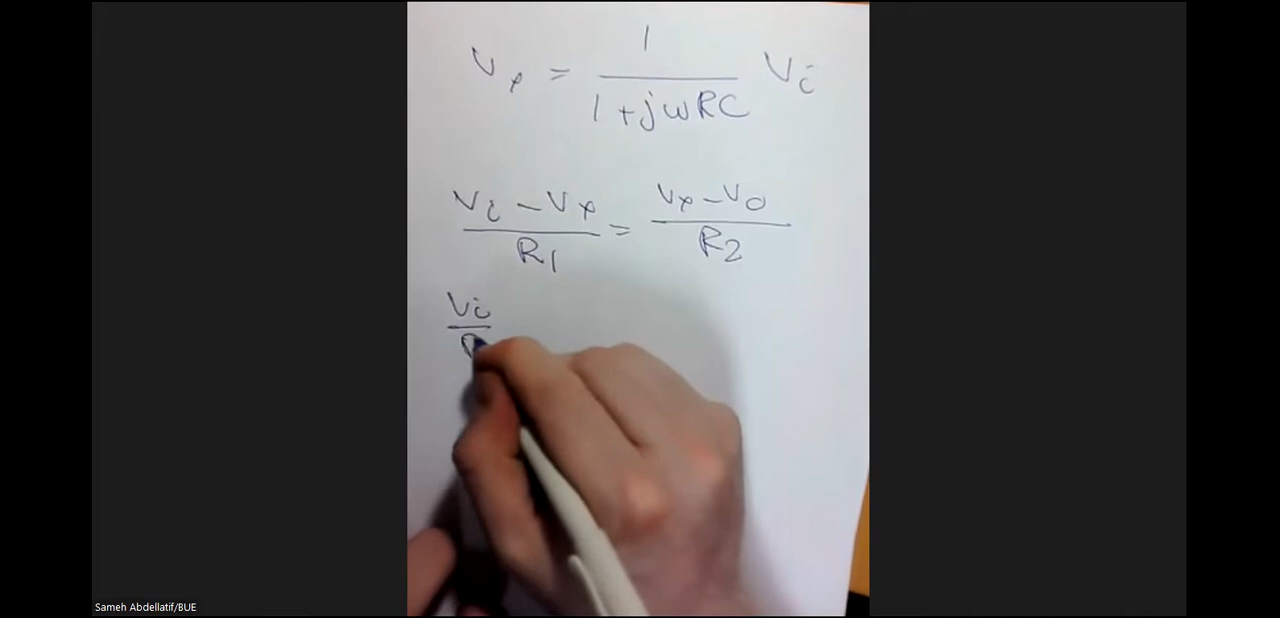 Vx = 1 / (1 + jωRC) Vi
(Vi − Vx) / R1 = (Vx − Vo) / R2
Vi / R
Sameh Abdellatif/BUE